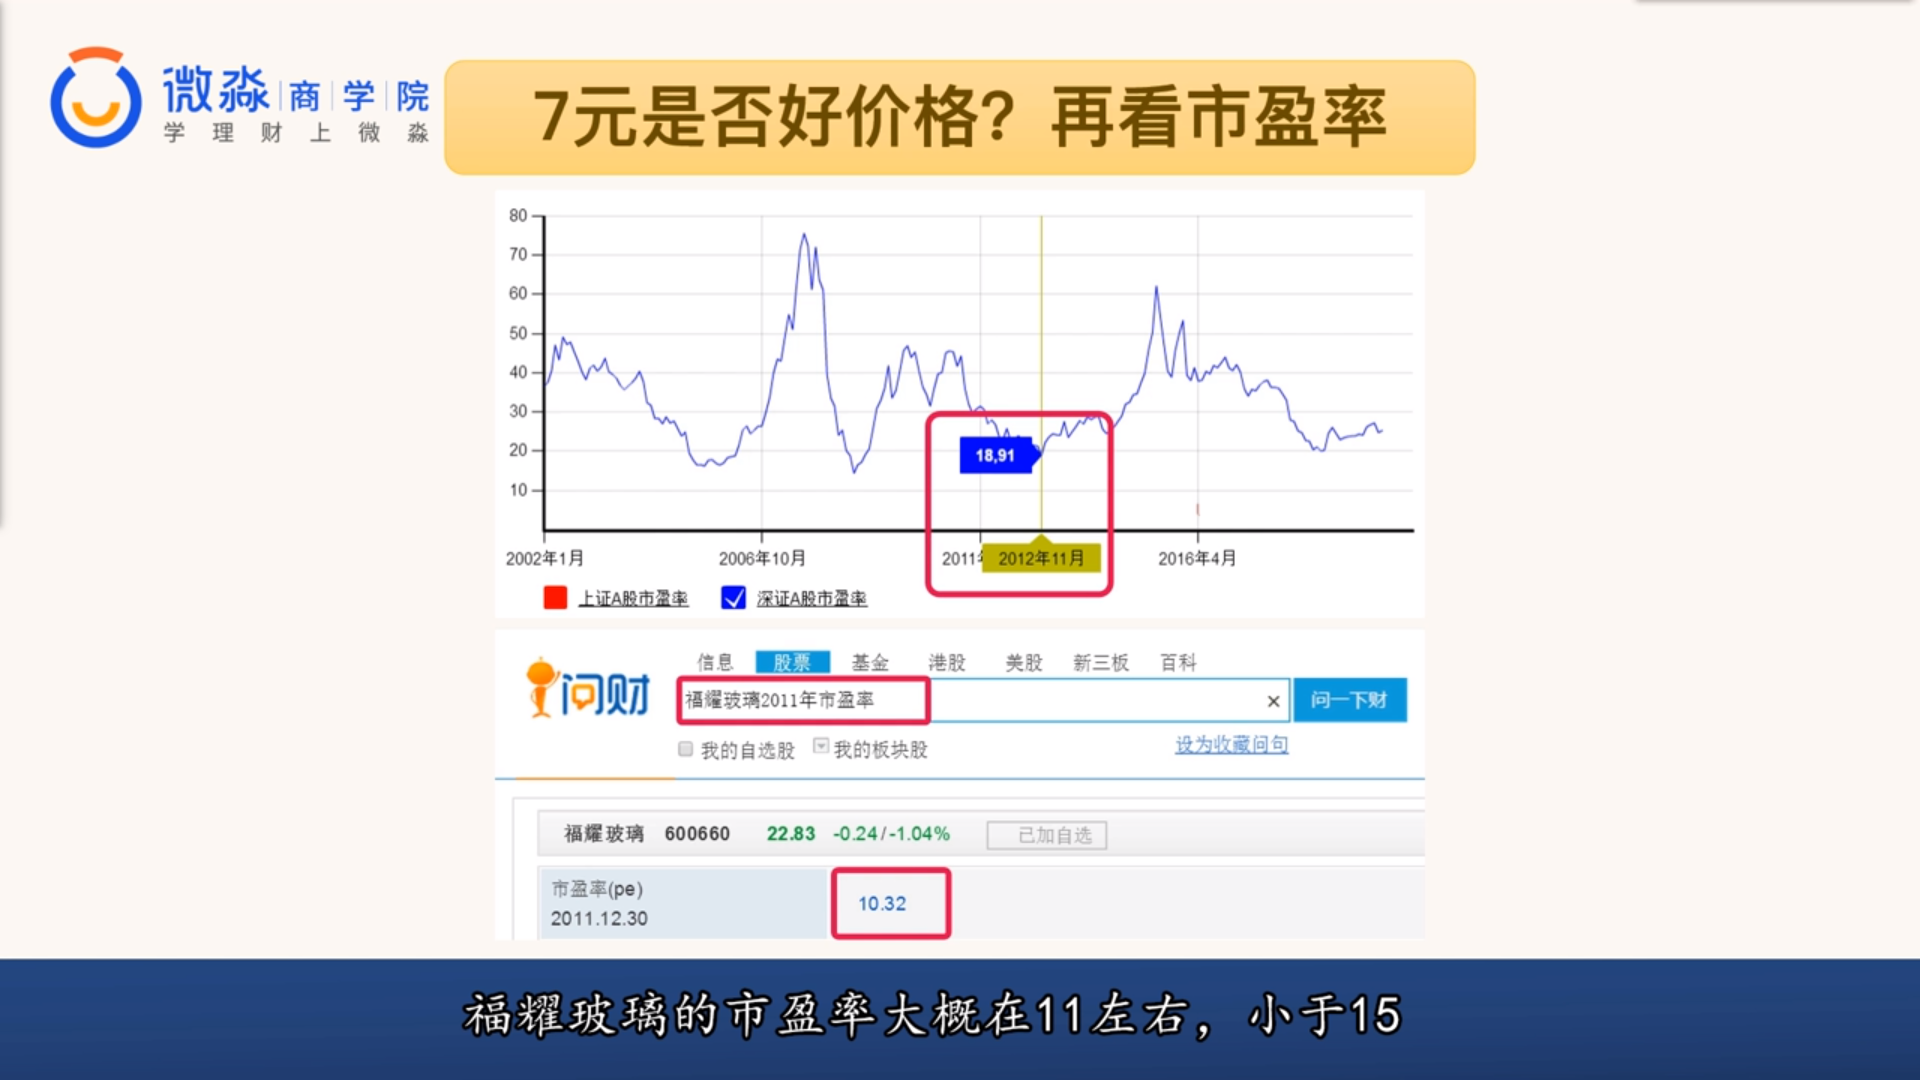 微淼商学院
学理财上微淼
7元是否好价格？再看市盈率
80
70
60
50
40
30
20
10
18,91
2002年1月
2006年10月
2011
2012年11月
2016年4月
上证A股市盈率
深证A股市盈率
问财
信息 股票 基金 港股 美股 新三板 百科
福耀玻璃2011年市盈率
×
问一下财
我的自选股 我的板块股
设为收藏问句
福耀玻璃 600660 22.83 -0.24/-1.04% 已加自选
市盈率(pe)
2011.12.30
10.32
福耀玻璃的市盈率大概在11左右，小于15